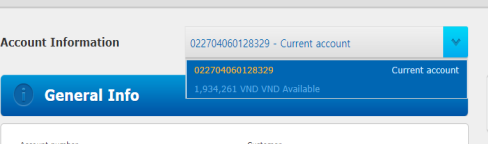 Account Information
022704060128329 - Current account
022704060128329 Current account
1,934,261 VND VND Available
General Info
Account number Customer